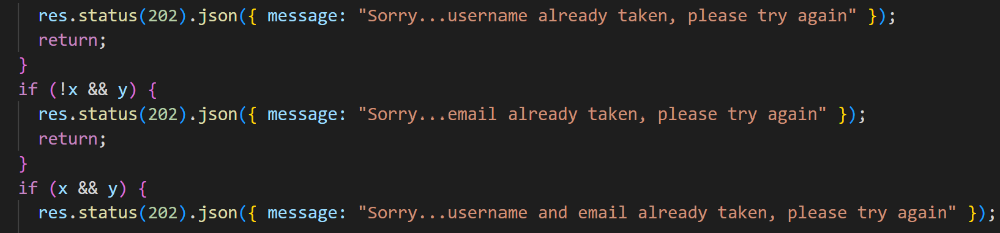 res.status(202).json({ message: "Sorry...username already taken, please try again" });
return;
}
if (!x && y) {
res.status(202).json({ message: "Sorry...email already taken, please try again" });
return;
}
if (x && y) {
res.status(202).json({ message: "Sorry...username and email already taken, please try again" });